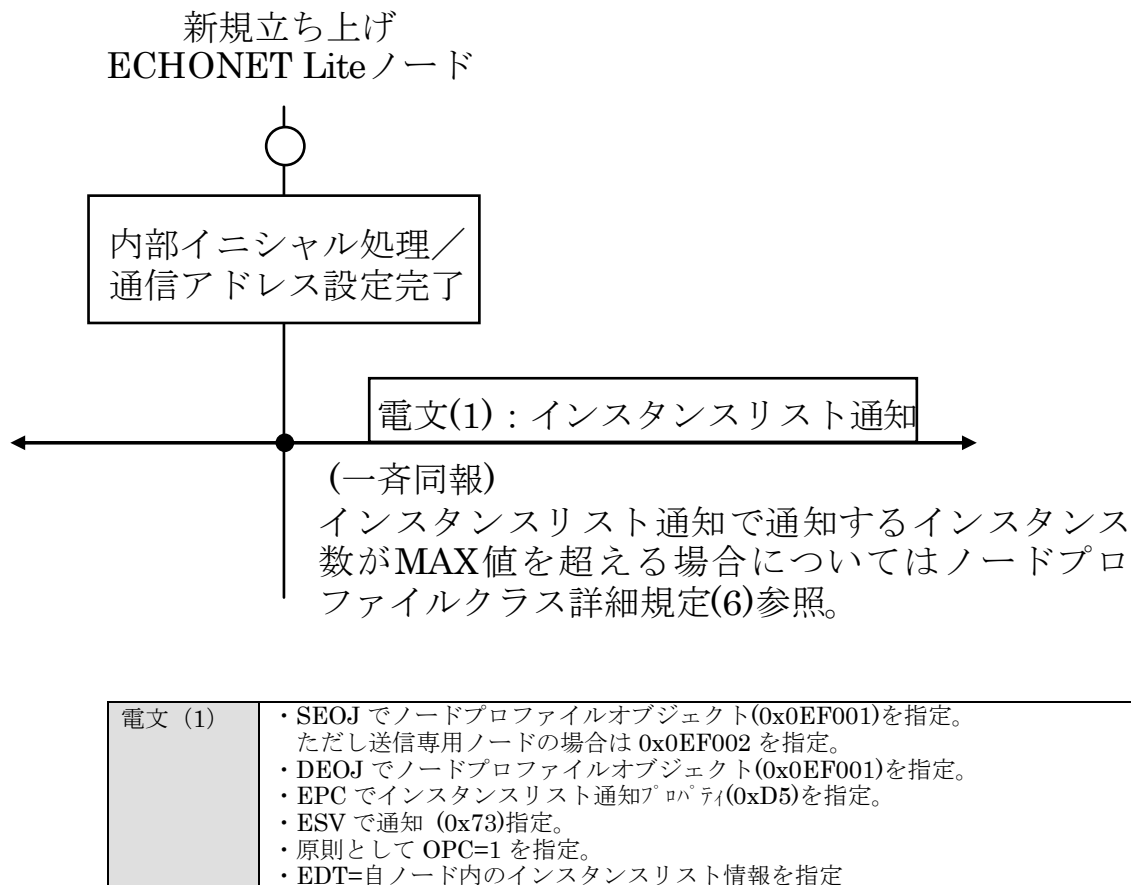 新規立ち上げ
ECHONET Liteノード
内部イニシャル処理／
通信アドレス設定完了
電文(1)：インスタンスリスト通知
(一斉同報)
インスタンスリスト通知で通知するインスタンス
数がMAX値を超える場合についてはノードプロ
ファイルクラス詳細規定(6)参照。
電文（1）
・SEOJ でノードプロファイルオブジェクト(0x0EF001)を指定。
ただし送信専用ノードの場合は 0x0EF002 を指定。
・DEOJ でノードプロファイルオブジェクト(0x0EF001)を指定。
・EPC でインスタンスリスト通知ﾌﾟﾛﾊﾟﾃｨ(0xD5)を指定。
・ESV で通知 (0x73)指定。
・原則として OPC=1 を指定。
・EDT=自ノード内のインスタンスリスト情報を指定